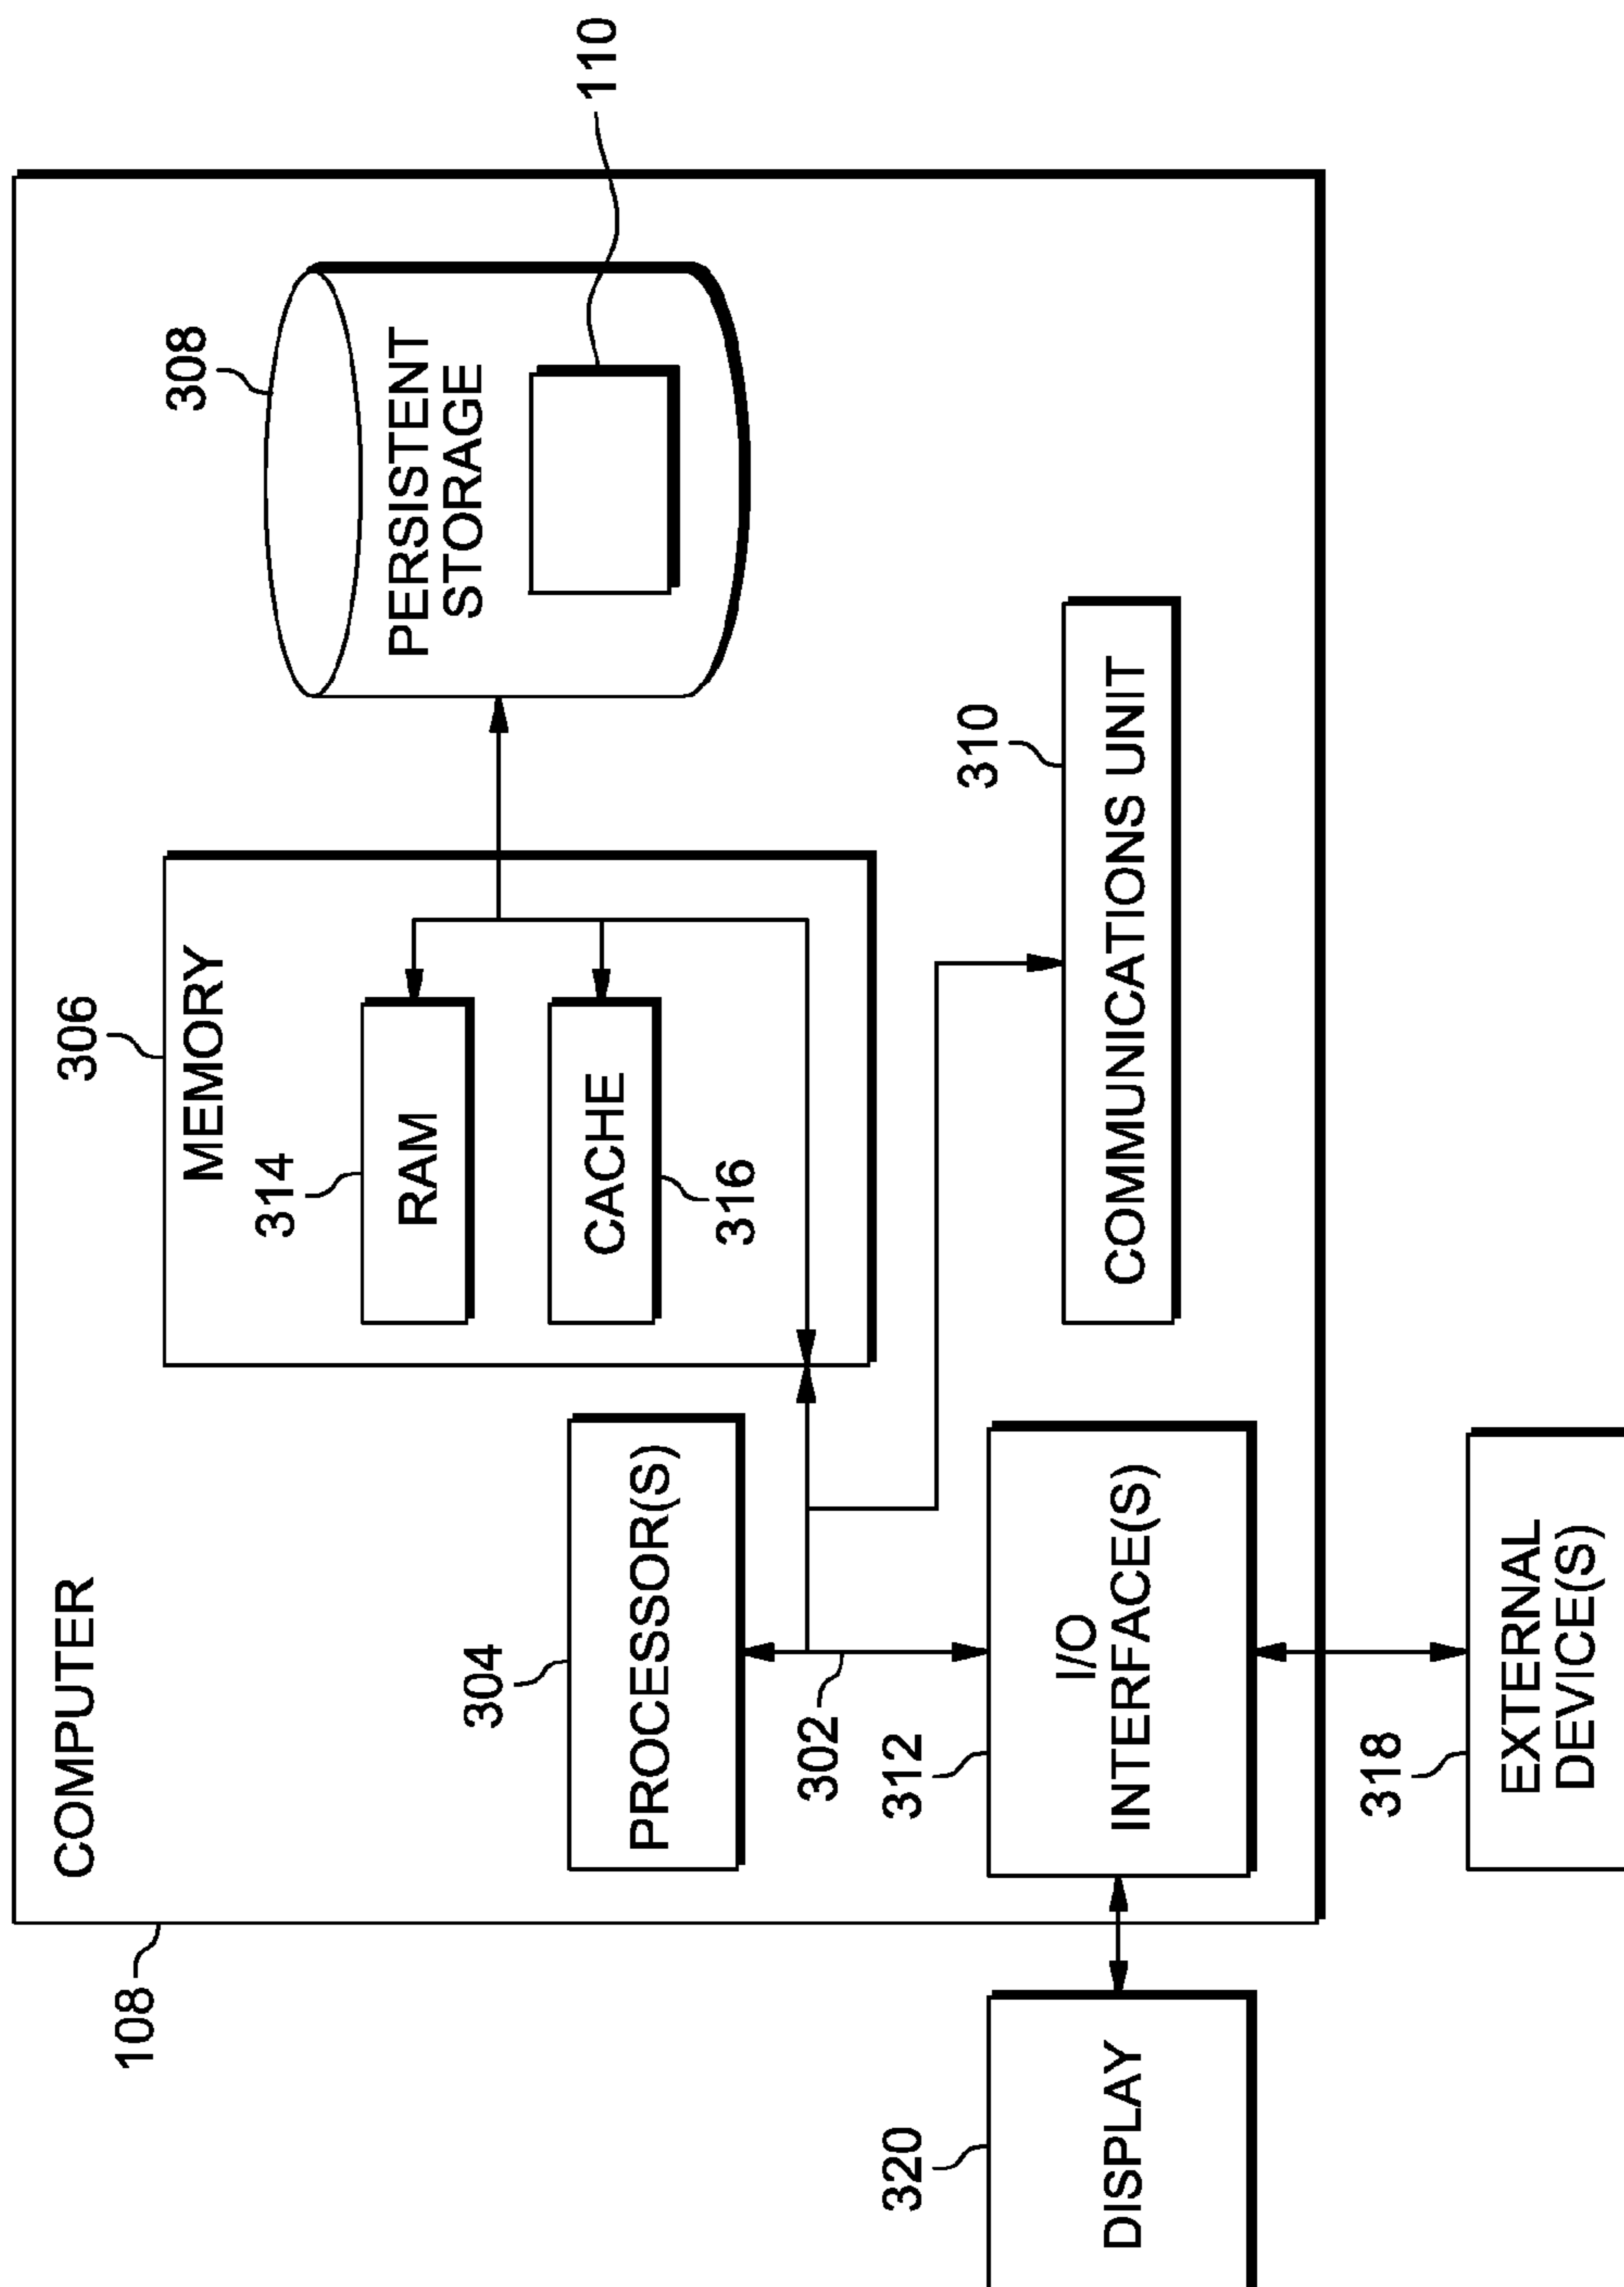 108
COMPUTER
306
MEMORY
308
314
RAM
PERSISTENT
STORAGE
304
PROCESSOR(S)
CACHE
316
110
302
312
I/O
INTERFACE(S)
310
COMMUNICATIONS UNIT
320
DISPLAY
318
EXTERNAL
DEVICE(S)